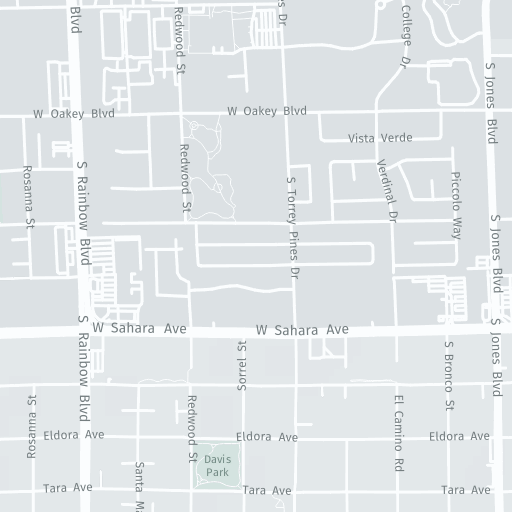 Blvd
Redwood St
s Dr
College Dr
S Jones Blvd
W Oakey Blvd
W Oakey Blvd
Vista Verde
Redwood St
Rosanna St
S Rainbow Blvd
S Torrey Pines Dr
Verdinal Dr
Piccolo Way
S Jones Blvd
S Rainbow Blvd
W Sahara Ave
W Sahara Ave
S Jones Blvd
Sorrel St
S Bronco St
Rosanna St
Redwood St
El Camino Rd
Eldora Ave
Eldora Ave
Eldora Ave
Davis
Park
Santa Ma
Tara Ave
Tara Ave
Tara Ave